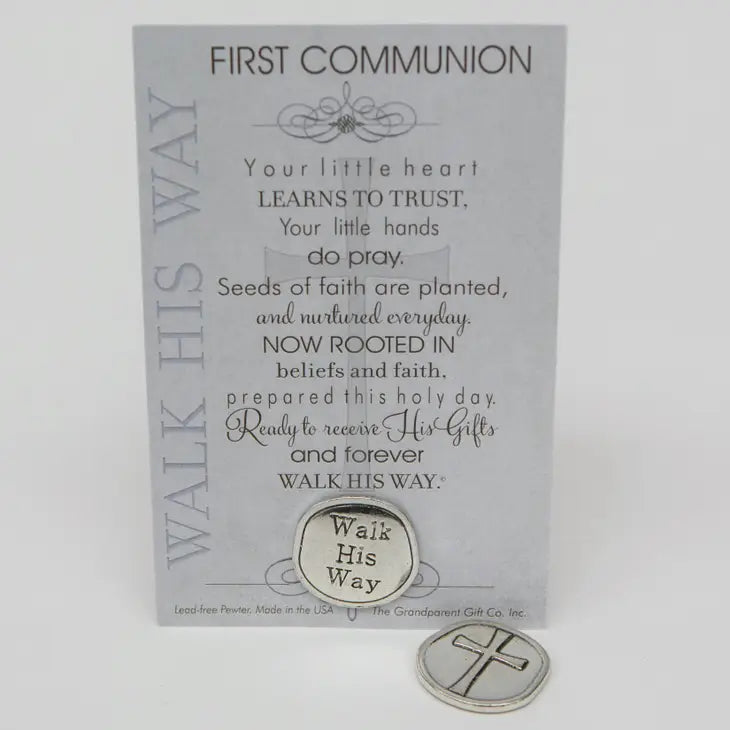 FIRST COMMUNION
WALK HIS WAY
Your little heart
LEARNS TO TRUST,
Your little hands
do pray.
Seeds of faith are planted,
and nurtured everyday.
NOW ROOTED IN
beliefs and faith,
prepared this holy day.
Ready to receive His Gifts
and forever
WALK HIS WAY.©
Walk
His
Way
Lead-free Pewter. Made in the USA
The Grandparent Gift Co. Inc.